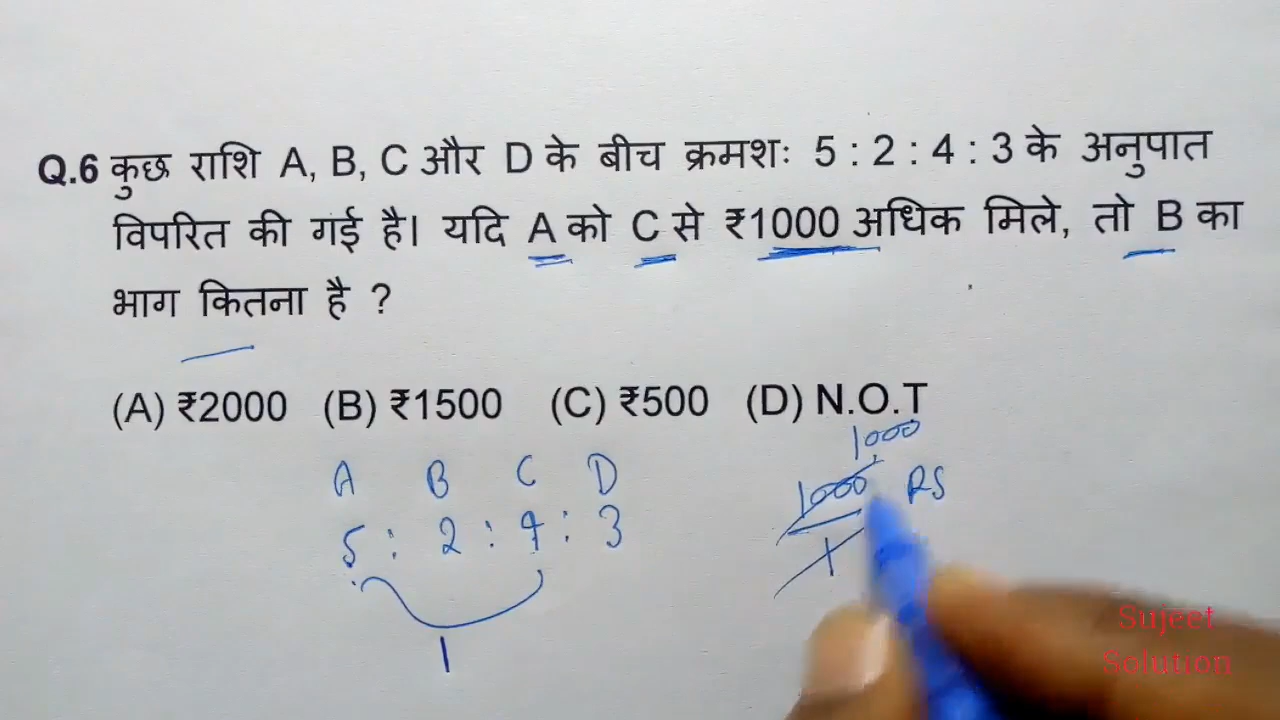 Q.6 कुछ राशि A, B, C और D के बीच क्रमशः 5 : 2 : 4 : 3 के अनुपात
विपरित की गई है। यदि A को C से ₹1000 अधिक मिले, तो B का
भाग कितना है ?
(A) ₹2000 (B) ₹1500 (C) ₹500 (D) N.O.T
1000
A B C D
1000 RS
5 : 2 : 4 : 3
1
1
Sujeet
Solution